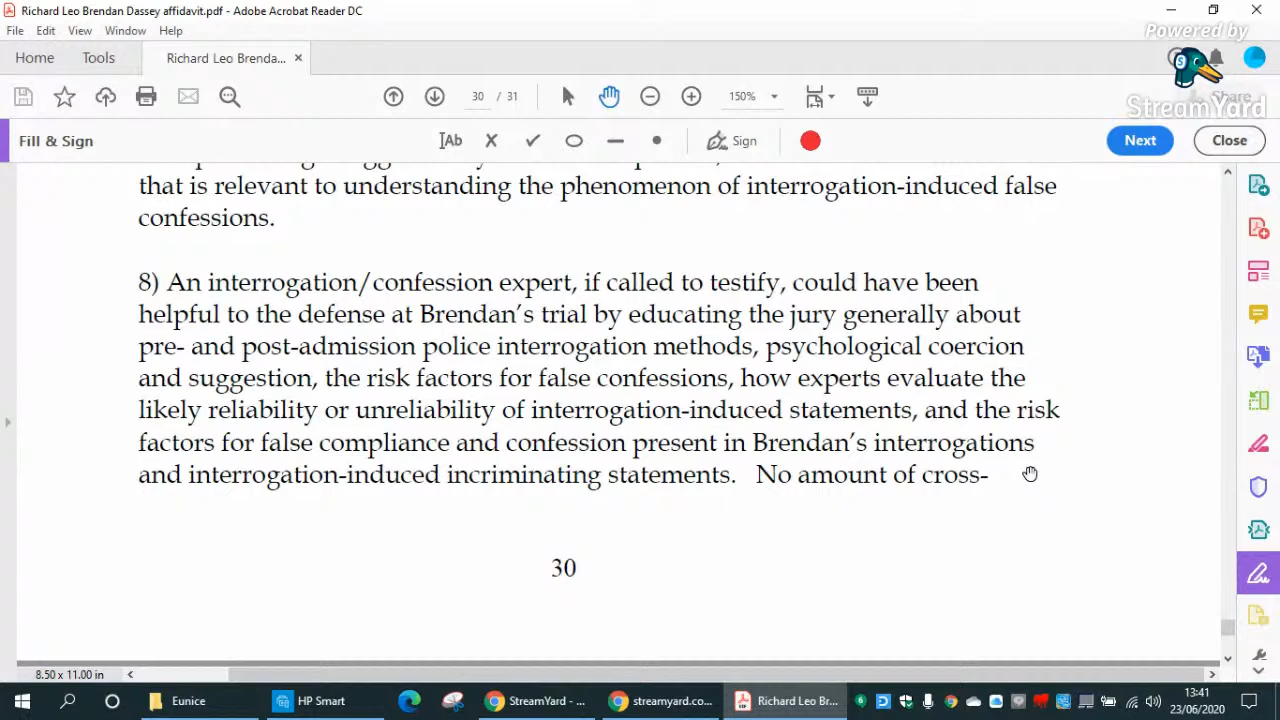 Richard Leo Brendan Dassey affidavit.pdf - Adobe Acrobat Reader DC
File Edit View Window Help
Powered by
Home Tools Richard Leo Brenda... ×
StreamYard
Share
30 / 31 150%
Fill & Sign Ab Sign Next Close
that is relevant to understanding the phenomenon of interrogation-induced false
confessions.
8) An interrogation/confession expert, if called to testify, could have been
helpful to the defense at Brendan's trial by educating the jury generally about
pre- and post-admission police interrogation methods, psychological coercion
and suggestion, the risk factors for false confessions, how experts evaluate the
likely reliability or unreliability of interrogation-induced statements, and the risk
factors for false compliance and confession present in Brendan's interrogations
and interrogation-induced incriminating statements. No amount of cross-
30
8.50 x 11.00 in
Eunice HP Smart StreamYard - ... streamyard.co... Richard Leo Br...
13:41
23/06/2020